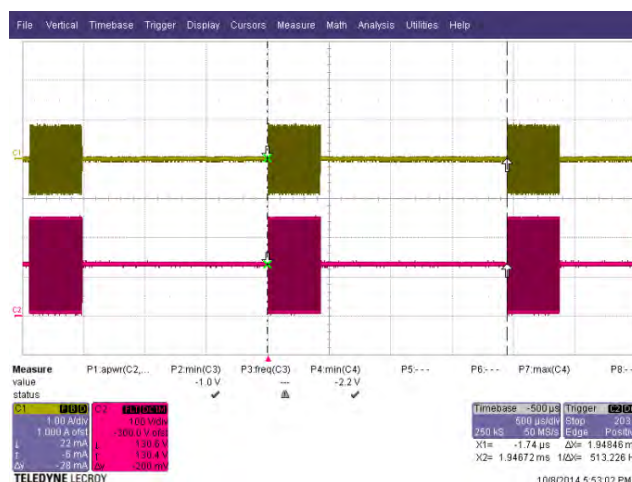 File Vertical Timebase Trigger Display Cursors Measure Math Analysis Utilities Help
C1
C2
Measure P1:apwr(C2,... P2:min(C3) P3:freq(C3) P4:min(C4) P5:- - - P6:- - - P7:max(C4) P8:-
value -1.0 V --- -2.2 V
status
C1 C2 Timebase -500 µs Trigger C2 D
1.00 A/div 100 V/div 500 µs/div Stop 203
1.000 A ofst -300.0 V ofst 250 kS 50 MS/s Edge Positiv
22 mA 130.6 V X1= -1.74 µs ΔX= 1.94846 m
-6 mA 130.4 V X2= 1.94672 ms 1/ΔX= 513.226 H
Δy -28 mA Δy -200 mV
TELEDYNE LECROY 10/8/2014 5:53:02 PM